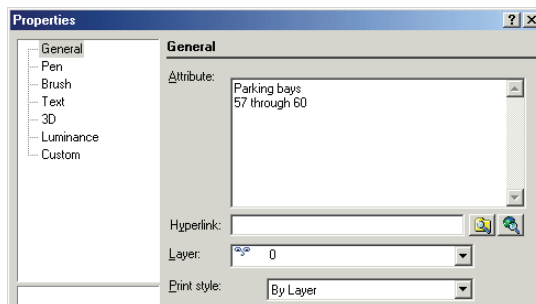 Properties
General
Pen
Brush
Text
3D
Luminance
Custom
General
Attribute:
Parking bays
57 through 60
Hyperlink:
Layer:
0
Print style:
By Layer